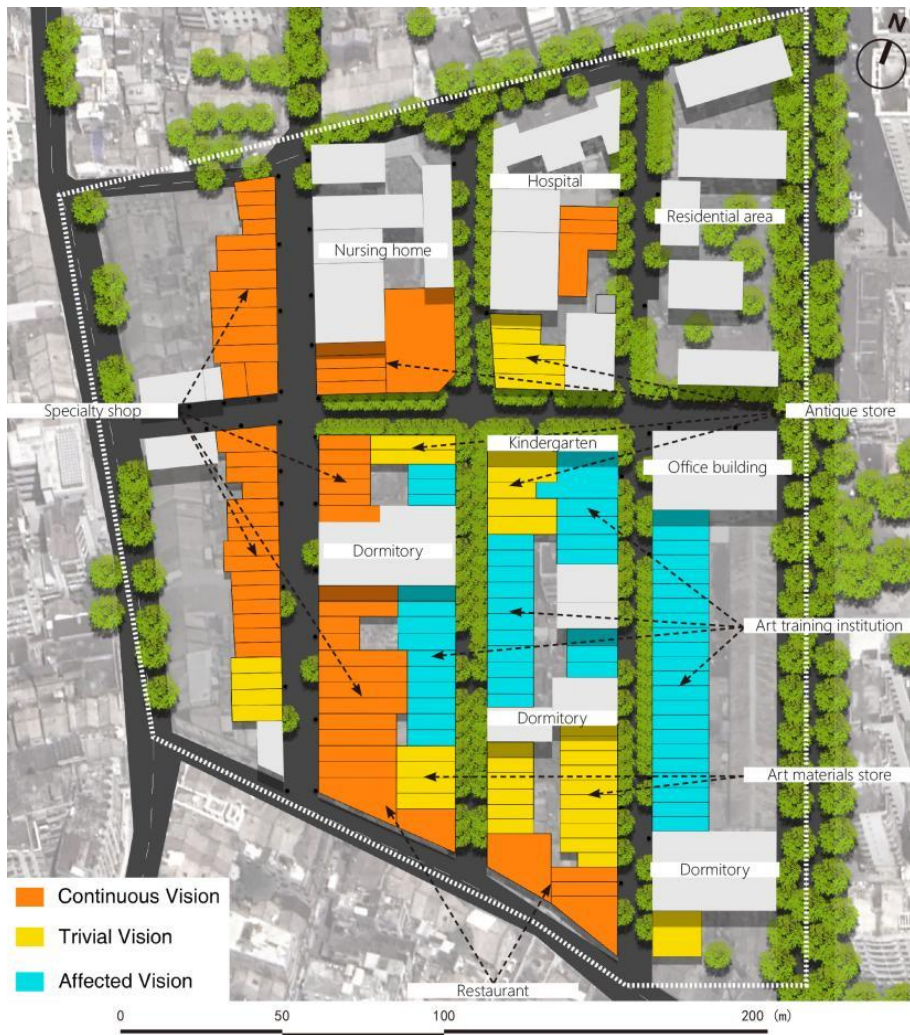 N
Hospital
Residential area
Nursing home
Specialty shop
Antique store
Kindergarten
Office building
Dormitory
Art training institution
Dormitory
Art materials store
Dormitory
Continuous Vision
Trivial Vision
Affected Vision
Restaurant
0 50 100 200 (m)